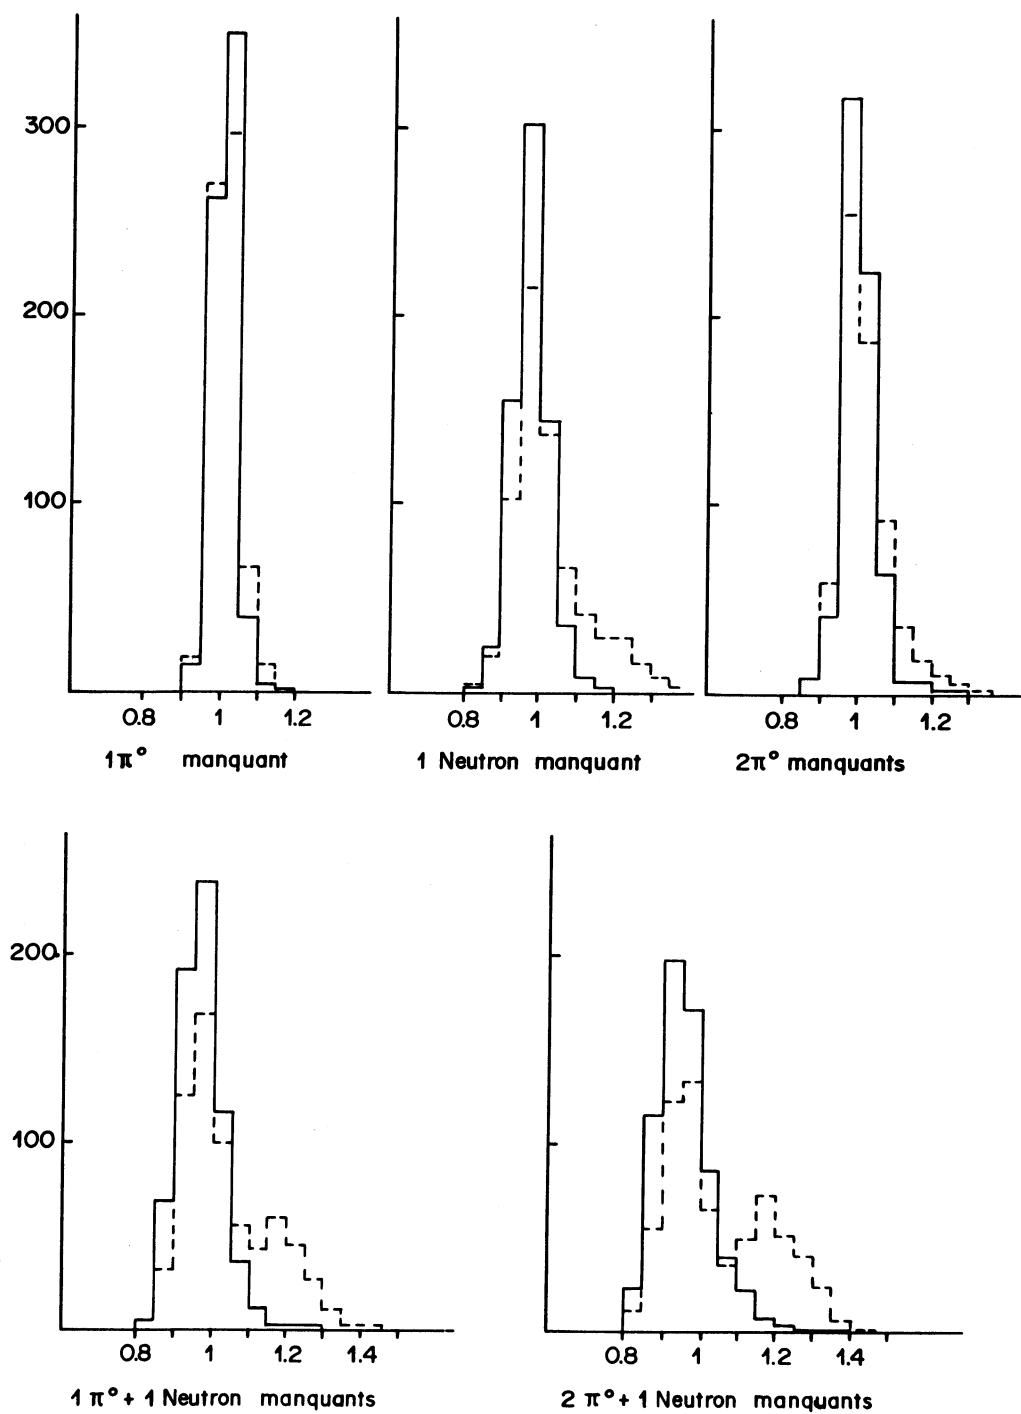 300
200
100
0.8 1 1.2
0.8 1 1.2
0.8 1 1.2
1π° manquant
1 Neutron manquant
2π° manquants
200
100
0.8 1 1.2 1.4
0.8 1 1.2 1.4
1 π° + 1 Neutron manquants
2 π° + 1 Neutron manquants